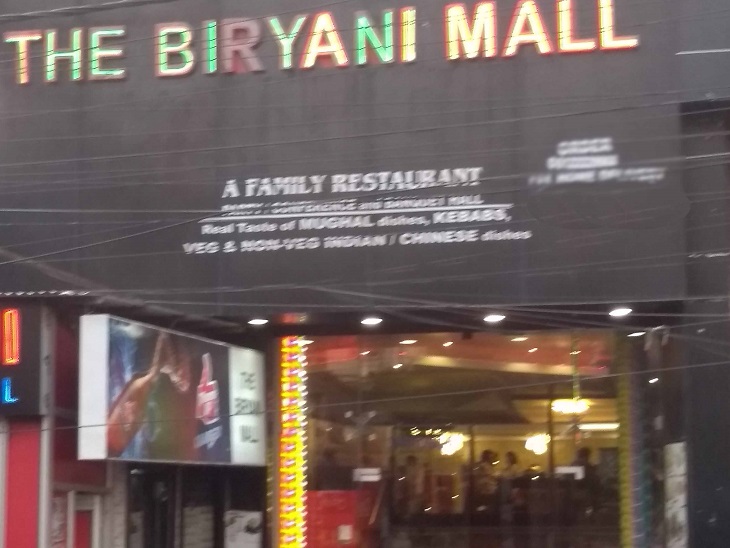 THE BIRYANI MALL
A FAMILY RESTAURANT
PARTY / CONFERENCE and BANQUET HALL
Real Taste of MUGHAL dishes, KEBABS,
VEG & NON-VEG INDIAN / CHINESE dishes
THE
BIRYANI
MALL
L